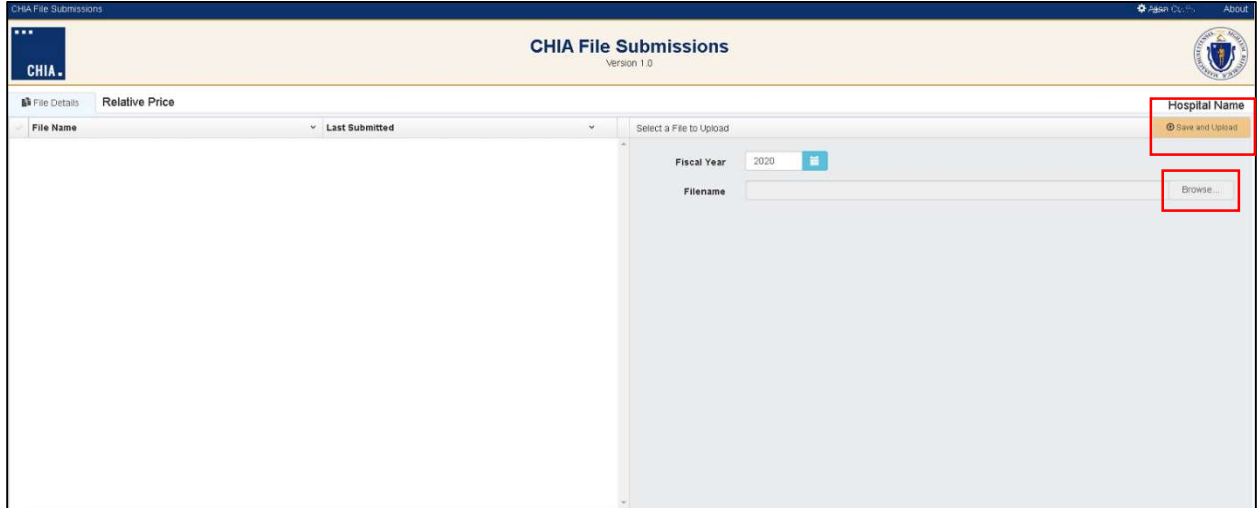 CHIA File Submissions
About
CHIA.
CHIA File Submissions
Version 1.0
File Details
Relative Price
Hospital Name
File Name
Last Submitted
Select a File to Upload
Save and Upload
Fiscal Year
2020
Filename
Browse...